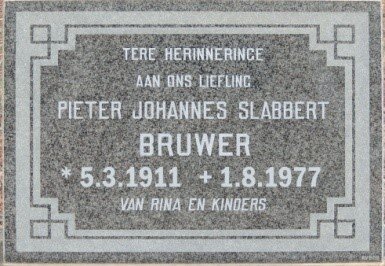 TERE HERINNERINGE
AAN ONS LIEFLING
PIETER JOHANNES SLABBERT
BRUWER
* 5.3.1911 + 1.8.1977
VAN RINA EN KINDERS